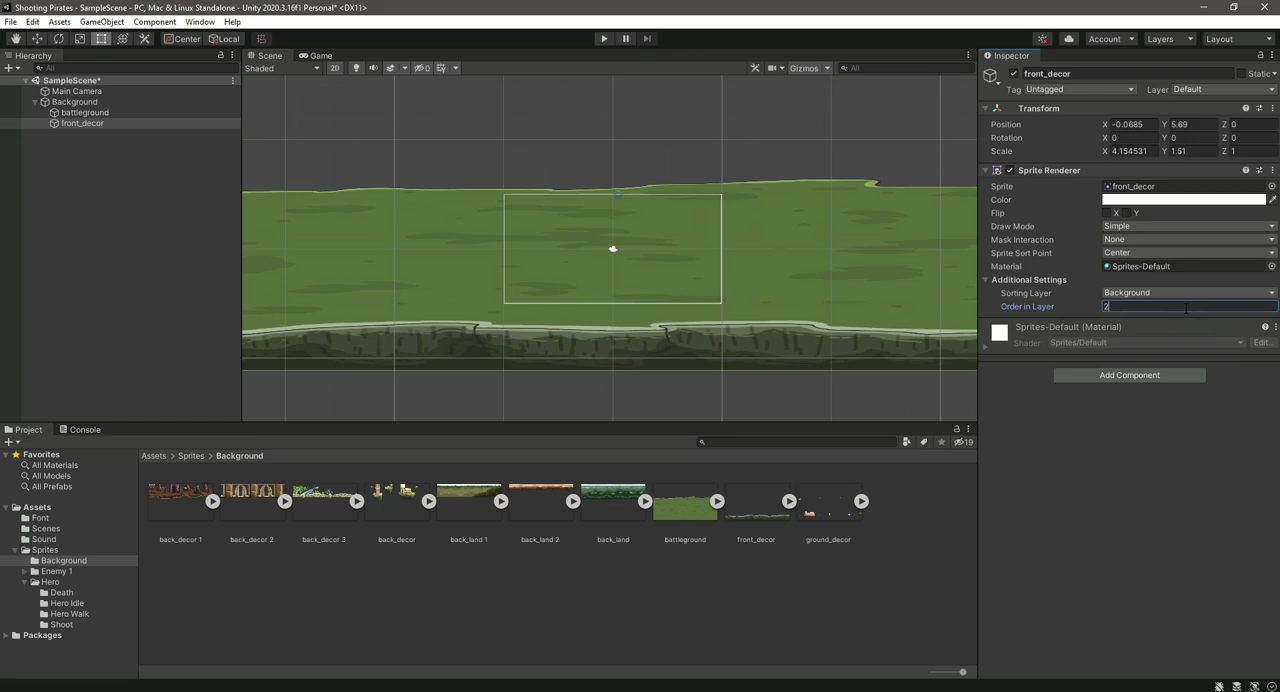 Shooting Pirates - SampleScene - PC, Mac & Linux Standalone - Unity 2020.3.16f1 Personal* <DX11>
File Edit Assets GameObject Component Window Help
Center Local Account Layers Layout
Hierarchy Scene Game Inspector
All Shaded 2D 0 Gizmos All front_decor Static
SampleScene*
Tag Untagged Layer Default
Main Camera
Background
Transform
battleground
front_decor
Position X -0.0685 Y 5.69 Z 0
Rotation X 0 Y 0 Z 0
Scale X 4.154531 Y 1.51 Z 1
Sprite Renderer
Sprite front_decor
Color
Flip X Y
Draw Mode Simple
Mask Interaction None
Sprite Sort Point Center
Material Sprites-Default
Additional Settings
Sorting Layer Background
Order in Layer 2
Sprites-Default (Material)
Shader Sprites/Default Edit...
Add Component
Project Console
19
Favorites
All Materials
All Models
All Prefabs
Assets
Font
Scenes
Sound
Sprites
Background
Enemy 1
Hero
Death
Hero Idle
Hero Walk
Shoot
Packages
Assets > Sprites > Background
back_decor 1 back_decor 2 back_decor 3 back_decor back_land 1 back_land 2 back_land battleground front_decor ground_decor